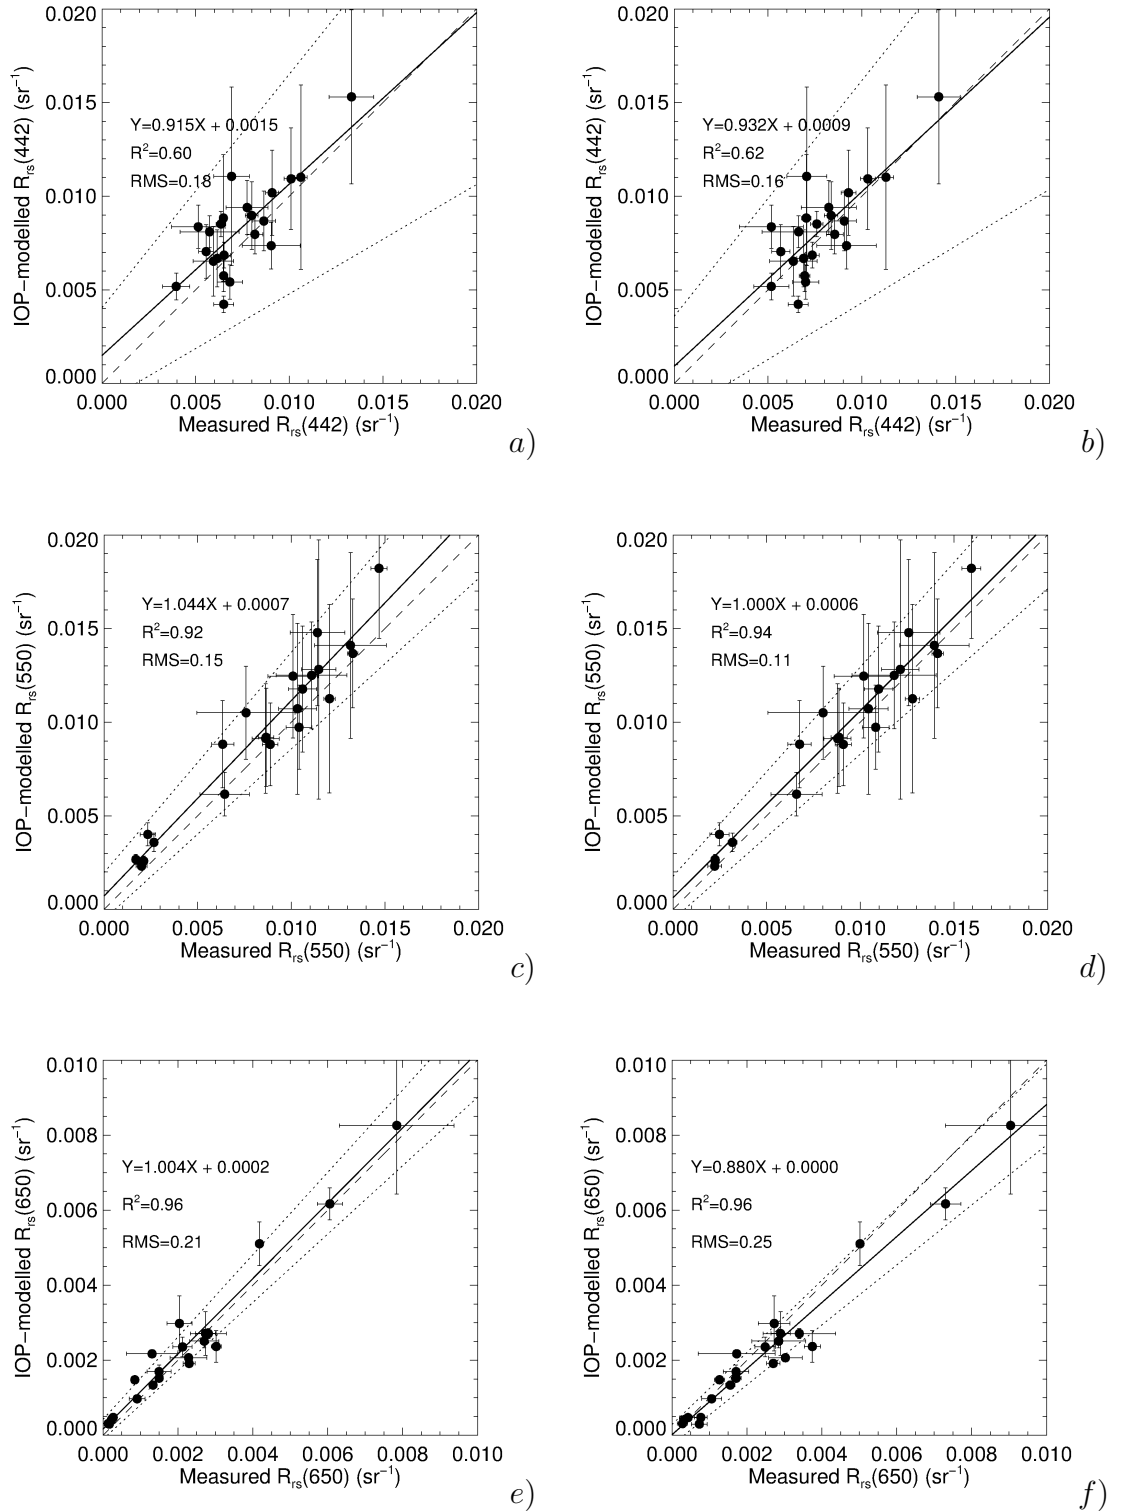 0.020
0.015
0.010
0.005
0.000
IOP−modelled Rrs(442) (sr−1)
Y=0.915X + 0.0015
R2=0.60
RMS=0.18
0.000 0.005 0.010 0.015 0.020
Measured Rrs(442) (sr−1)
a)
0.020
0.015
0.010
0.005
0.000
IOP−modelled Rrs(442) (sr−1)
Y=0.932X + 0.0009
R2=0.62
RMS=0.16
0.000 0.005 0.010 0.015 0.020
Measured Rrs(442) (sr−1)
b)
0.020
0.015
0.010
0.005
0.000
IOP−modelled Rrs(550) (sr−1)
Y=1.044X + 0.0007
R2=0.92
RMS=0.15
0.000 0.005 0.010 0.015 0.020
Measured Rrs(550) (sr−1)
c)
0.020
0.015
0.010
0.005
0.000
IOP−modelled Rrs(550) (sr−1)
Y=1.000X + 0.0006
R2=0.94
RMS=0.11
0.000 0.005 0.010 0.015 0.020
Measured Rrs(550) (sr−1)
d)
0.010
0.008
0.006
0.004
0.002
0.000
IOP−modelled Rrs(650) (sr−1)
Y=1.004X + 0.0002
R2=0.96
RMS=0.21
0.000 0.002 0.004 0.006 0.008 0.010
Measured Rrs(650) (sr−1)
e)
0.010
0.008
0.006
0.004
0.002
0.000
IOP−modelled Rrs(650) (sr−1)
Y=0.880X + 0.0000
R2=0.96
RMS=0.25
0.000 0.002 0.004 0.006 0.008 0.010
Measured Rrs(650) (sr−1)
f)